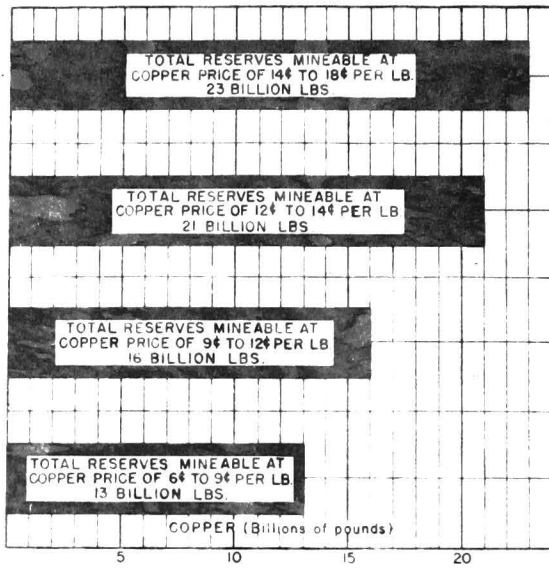 TOTAL RESERVES MINEABLE AT
COPPER PRICE OF 14¢ TO 18¢ PER LB.
23 BILLION LBS
TOTAL RESERVES MINEABLE AT
COPPER PRICE OF 12¢ TO 14¢ PER LB
21 BILLION LBS
TOTAL RESERVES MINEABLE AT
COPPER PRICE OF 9¢ TO 12¢ PER LB
16 BILLION LBS.
TOTAL RESERVES MINEABLE AT
COPPER PRICE OF 6¢ TO 9¢ PER LB.
13 BILLION LBS.
COPPER (Billions of pounds)
5 10 15 20